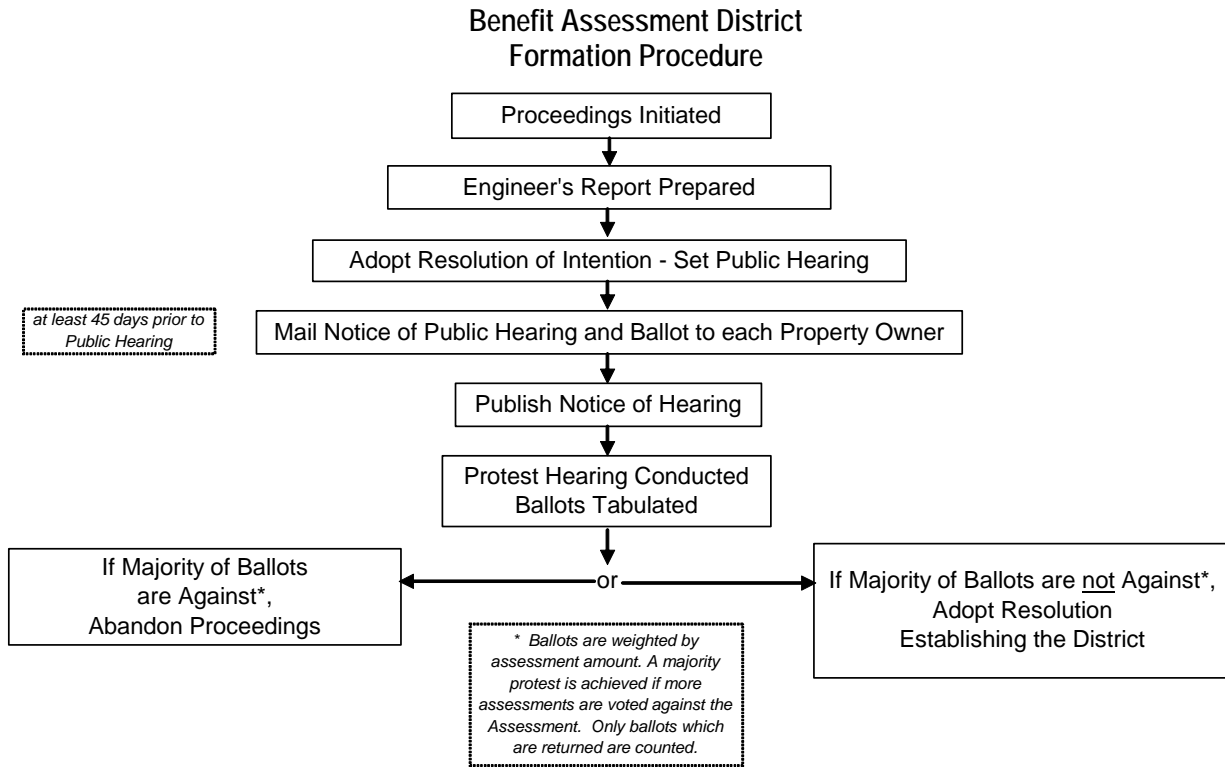 Benefit Assessment District
Formation Procedure
Proceedings Initiated
Engineer's Report Prepared
Adopt Resolution of Intention - Set Public Hearing
at least 45 days prior to
Public Hearing
Mail Notice of Public Hearing and Ballot to each Property Owner
Publish Notice of Hearing
Protest Hearing Conducted
Ballots Tabulated
If Majority of Ballots
are Against*,
Abandon Proceedings
or
If Majority of Ballots are not Against*,
Adopt Resolution
Establishing the District
* Ballots are weighted by
assessment amount. A majority
protest is achieved if more
assessments are voted against the
Assessment. Only ballots which
are returned are counted.